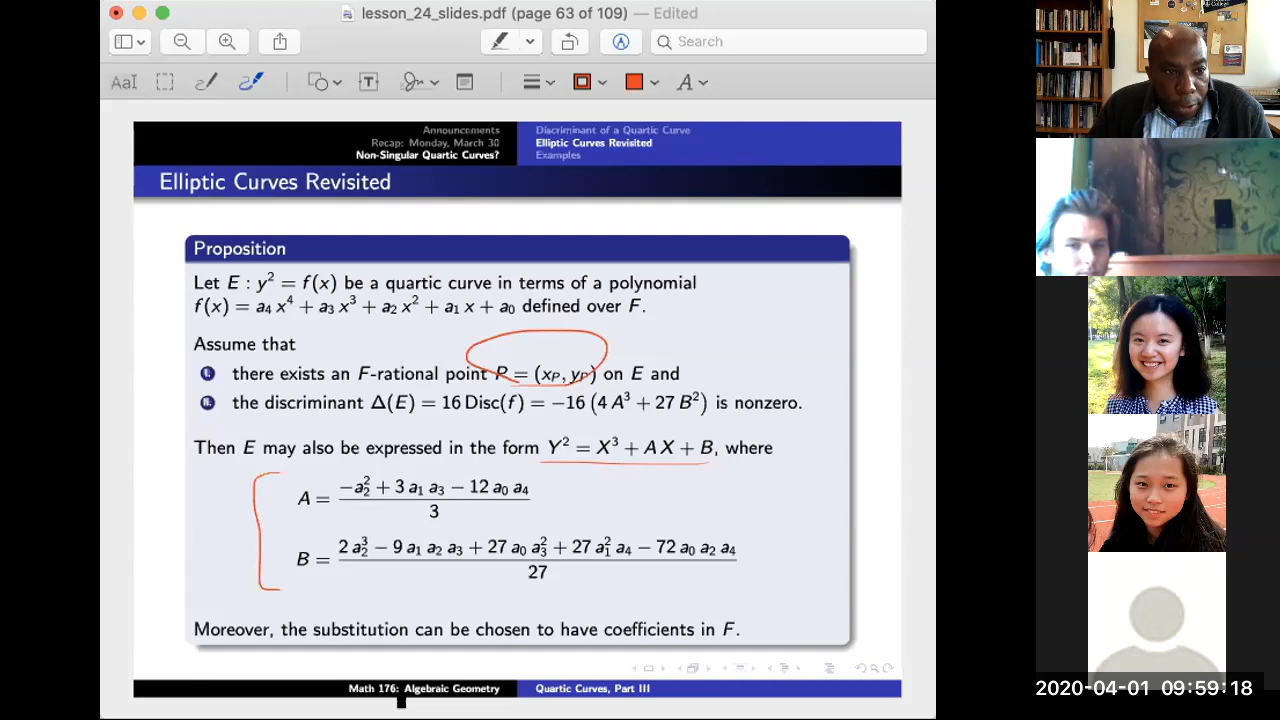 lesson_24_slides.pdf (page 63 of 109) — Edited
Search
AaI
T
A
Announcements
Recap: Monday, March 30
Non-Singular Quartic Curves?
Discriminant of a Quartic Curve
Elliptic Curves Revisited
Examples
Elliptic Curves Revisited
Proposition
Let E : y² = f(x) be a quartic curve in terms of a polynomial
f(x) = a₄ x⁴ + a₃ x³ + a₂ x² + a₁ x + a₀ defined over F.
Assume that
there exists an F-rational point P = (x_P, y_P) on E and
the discriminant Δ(E) = 16 Disc(f) = −16 (4 A³ + 27 B²) is nonzero.
Then E may also be expressed in the form Y² = X³ + A X + B, where
A = (−a₂² + 3 a₁ a₃ − 12 a₀ a₄) / 3
B = (2 a₂³ − 9 a₁ a₂ a₃ + 27 a₀ a₃² + 27 a₁² a₄ − 72 a₀ a₂ a₄) / 27
Moreover, the substitution can be chosen to have coefficients in F.
Math 176: Algebraic Geometry
Quartic Curves, Part III
2020-04-01 09:59:18